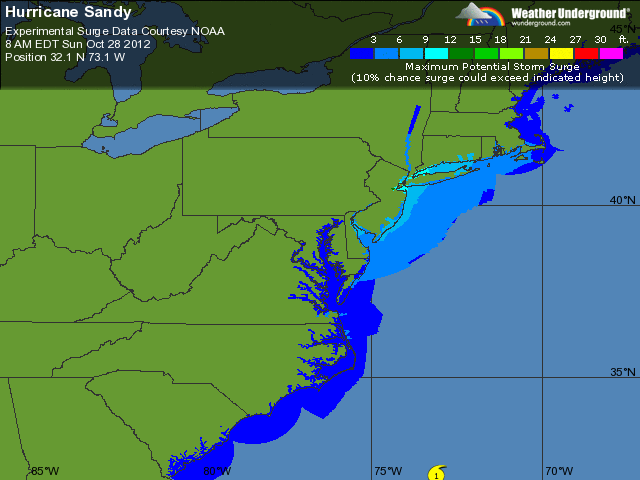 Hurricane Sandy
Experimental Surge Data Courtesy NOAA
8 AM EDT Sun Oct 28 2012
Position 32.1 N 73.1 W
Weather Underground®
wunderground.com
3 6 9 12 15 18 21 24 27 30 ft.
Maximum Potential Storm Surge
(10% chance surge could exceed indicated height)
45°N
40°N
35°N
85°W 80°W 75°W 70°W
1